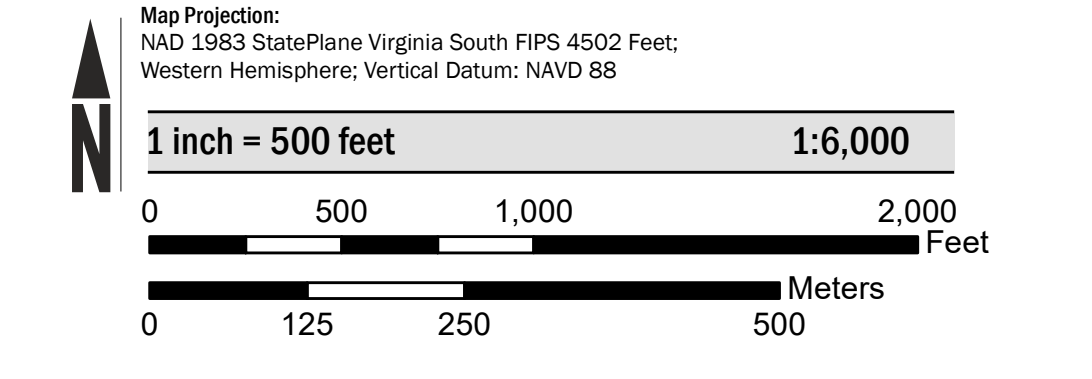 Map Projection:
NAD 1983 StatePlane Virginia South FIPS 4502 Feet;
Western Hemisphere; Vertical Datum: NAVD 88
N
1 inch = 500 feet 1:6,000
0 500 1,000 2,000
Feet
Meters
0 125 250 500